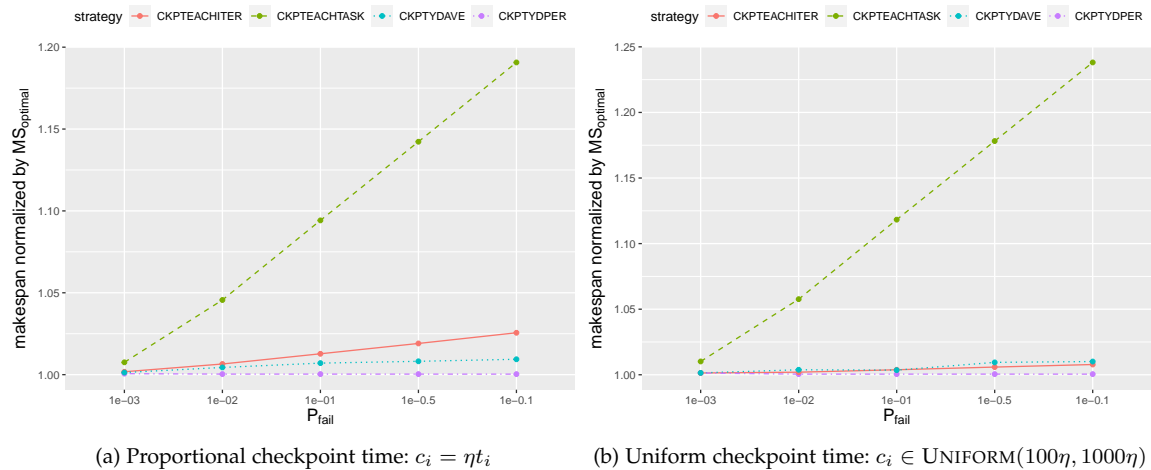 strategy CKPTEACHITER CKPTEACHTASK CKPTYDAVE CKPTYDPER
1.20
1.15
1.10
1.05
1.00
makespan normalized by MSoptimal
1e−03 1e−02 1e−01 1e−0.5 1e−0.1
Pfail
(a) Proportional checkpoint time: ci = ηti
strategy CKPTEACHITER CKPTEACHTASK CKPTYDAVE CKPTYDPER
1.25
1.20
1.15
1.10
1.05
1.00
makespan normalized by MSoptimal
1e−03 1e−02 1e−01 1e−0.5 1e−0.1
Pfail
(b) Uniform checkpoint time: ci ∈ UNIFORM(100η, 1000η)